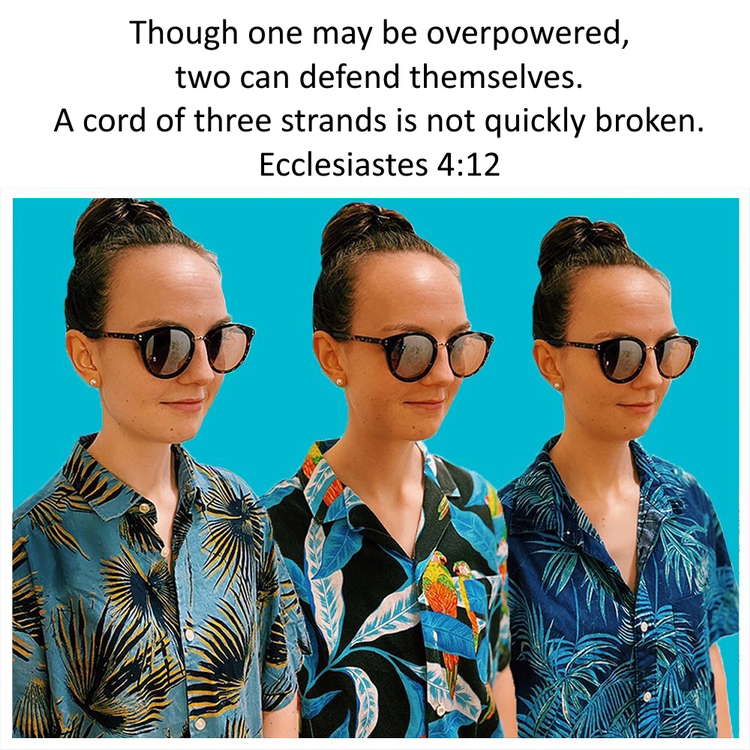 Though one may be overpowered,
two can defend themselves.
A cord of three strands is not quickly broken.
Ecclesiastes 4:12